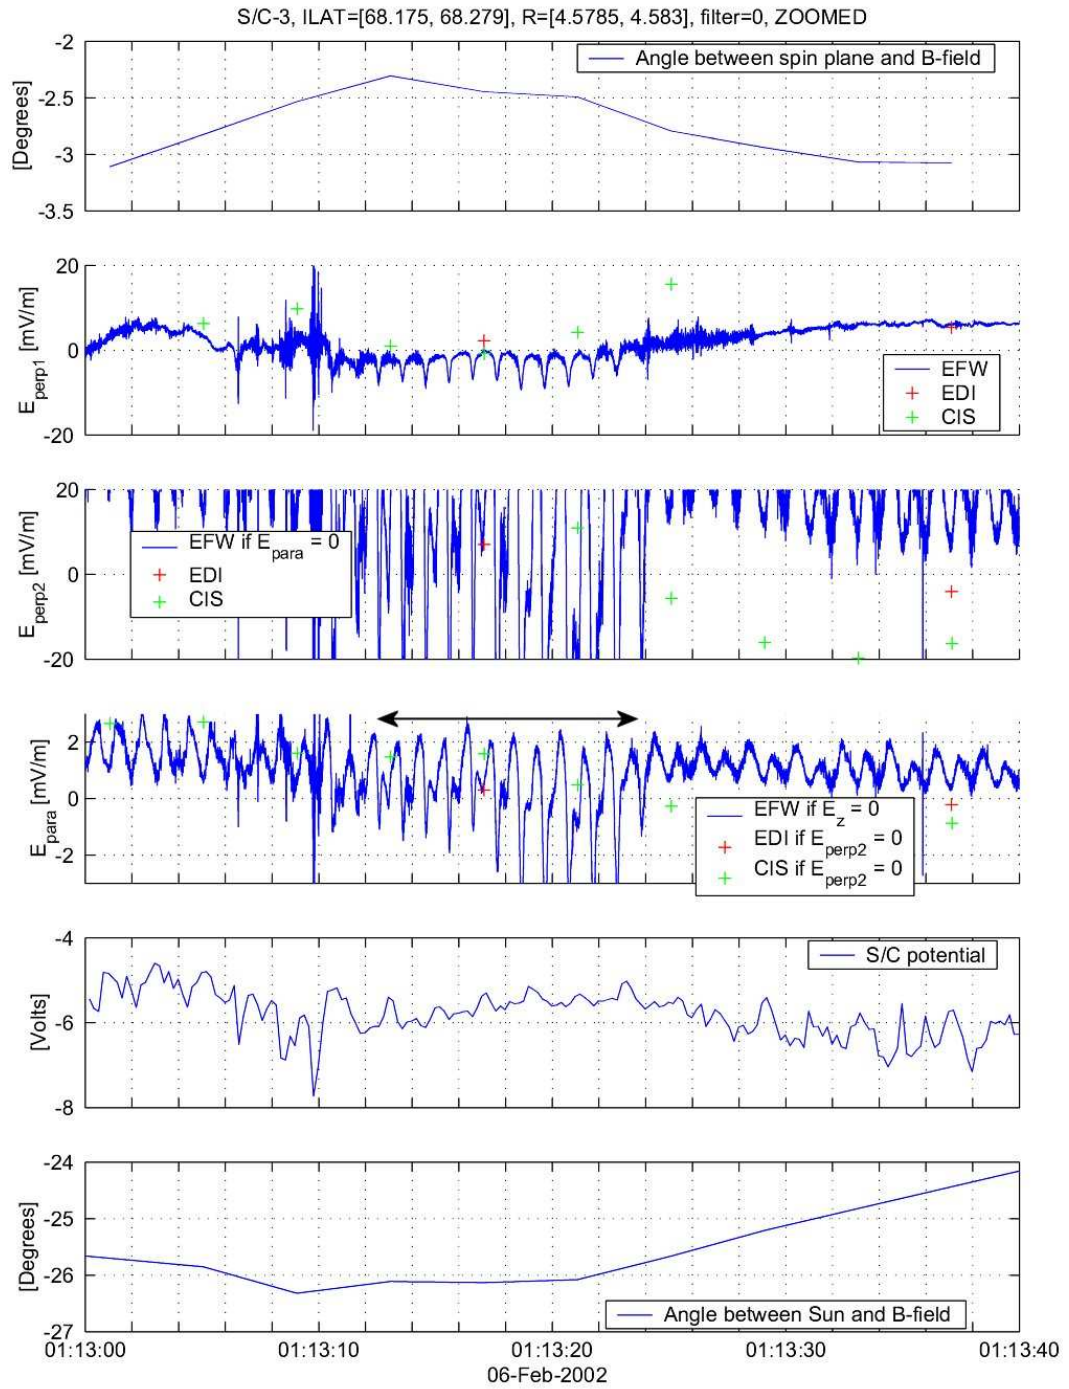 S/C-3, ILAT=[68.175, 68.279], R=[4.5785, 4.583], filter=0, ZOOMED
-2
-2.5
-3
-3.5
[Degrees]
Angle between spin plane and B-field
20
0
-20
E_perp1 [mV/m]
EFW
EDI
CIS
20
0
-20
E_perp2 [mV/m]
EFW if E_para = 0
EDI
CIS
2
0
-2
E_para [mV/m]
EFW if E_z = 0
EDI if E_perp2 = 0
CIS if E_perp2 = 0
-4
-6
-8
[Volts]
S/C potential
-24
-25
-26
-27
[Degrees]
Angle between Sun and B-field
01:13:00 01:13:10 01:13:20 01:13:30 01:13:40
06-Feb-2002